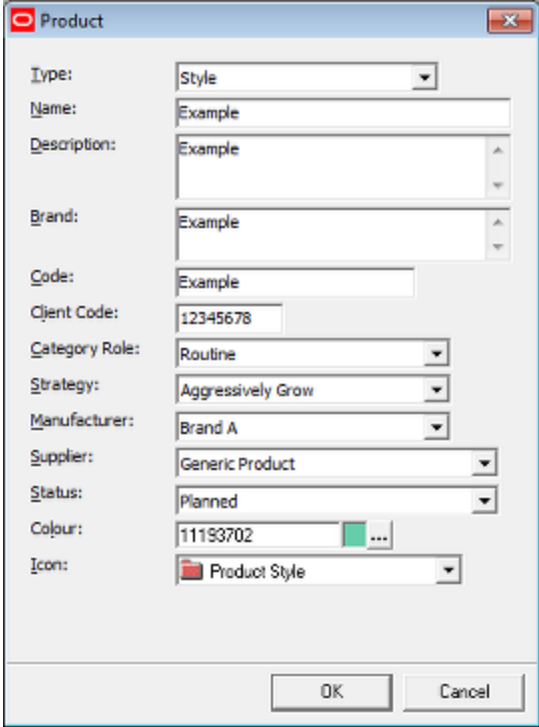 Product
Type: Style
Name: Example
Description: Example
Brand: Example
Code: Example
Client Code: 12345678
Category Role: Routine
Strategy: Aggressively Grow
Manufacturer: Brand A
Supplier: Generic Product
Status: Planned
Colour: 11193702 ...
Icon: Product Style
OK Cancel